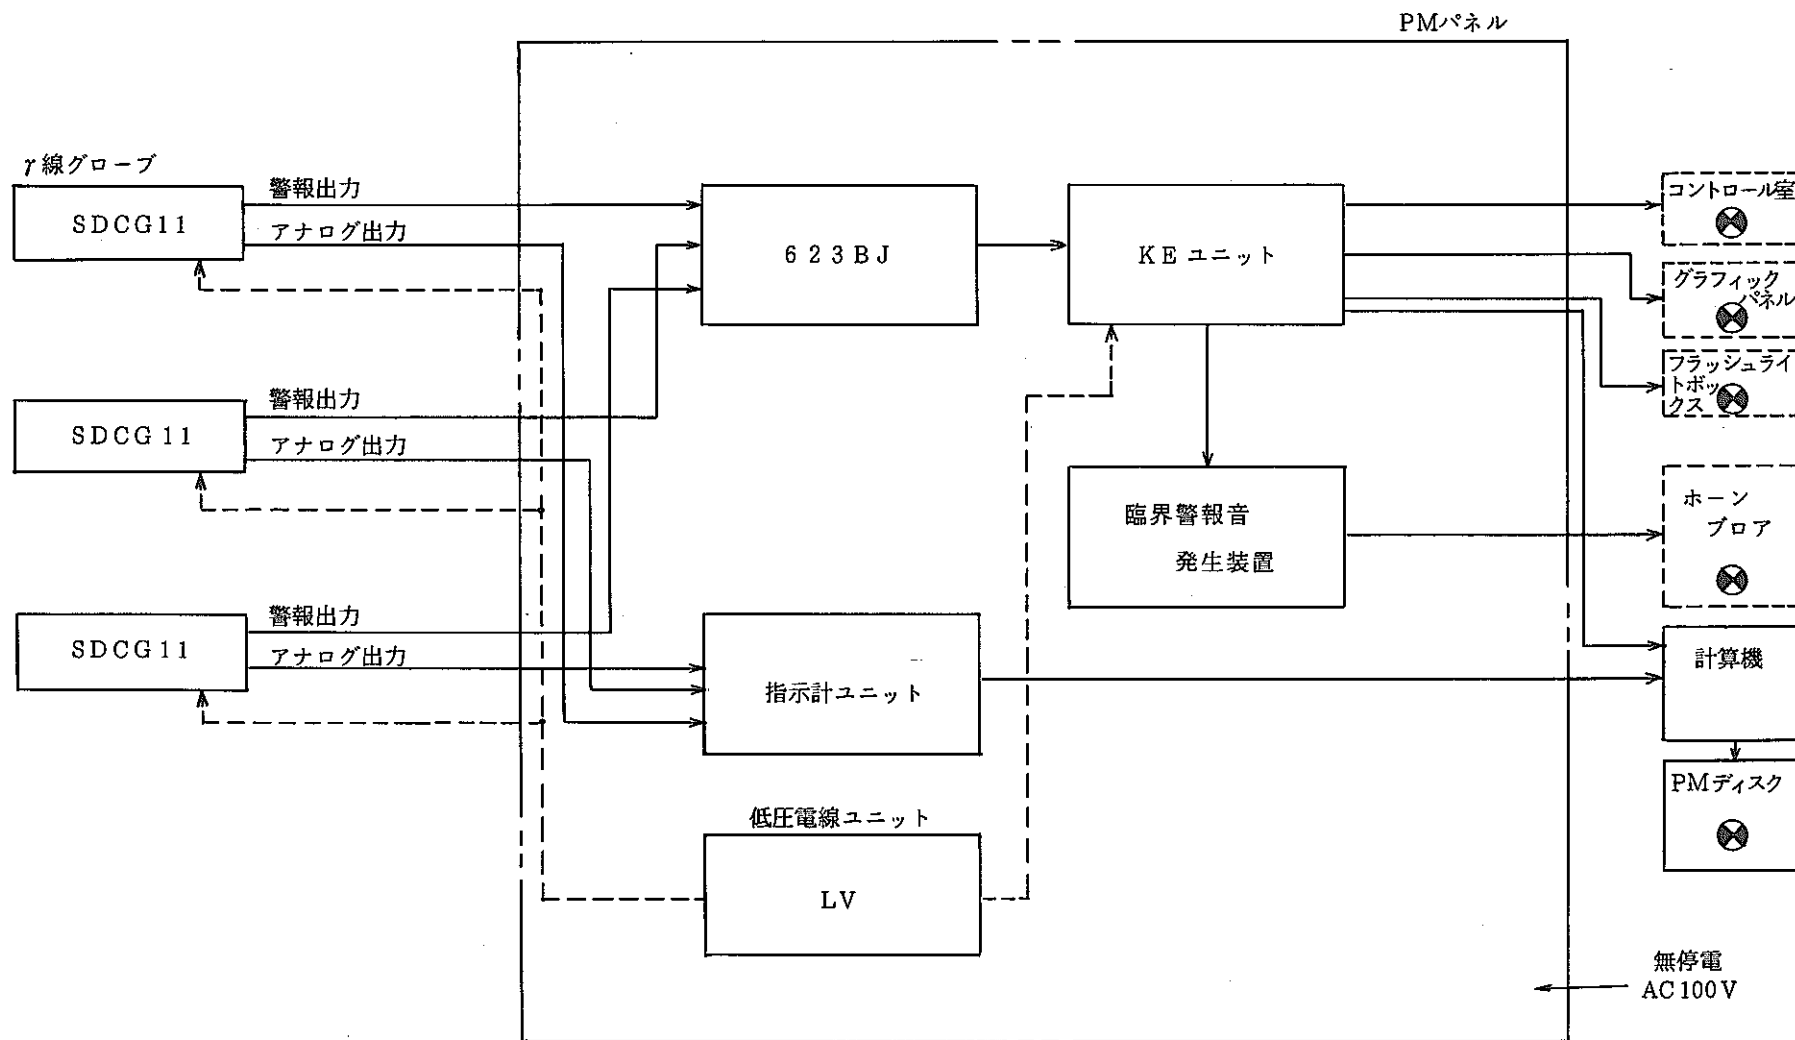 PMパネル
γ線グローブ
SDCG11
警報出力
アナログ出力
623BJ
KEユニット
コントロール室
グラフィック
パネル
フラッシュライ
トボッ
クス
SDCG11
警報出力
アナログ出力
臨界警報音
発生装置
ホーン
ブロア
SDCG11
警報出力
アナログ出力
指示計ユニット
計算機
PMディスク
低圧電線ユニット
LV
無停電
AC100V